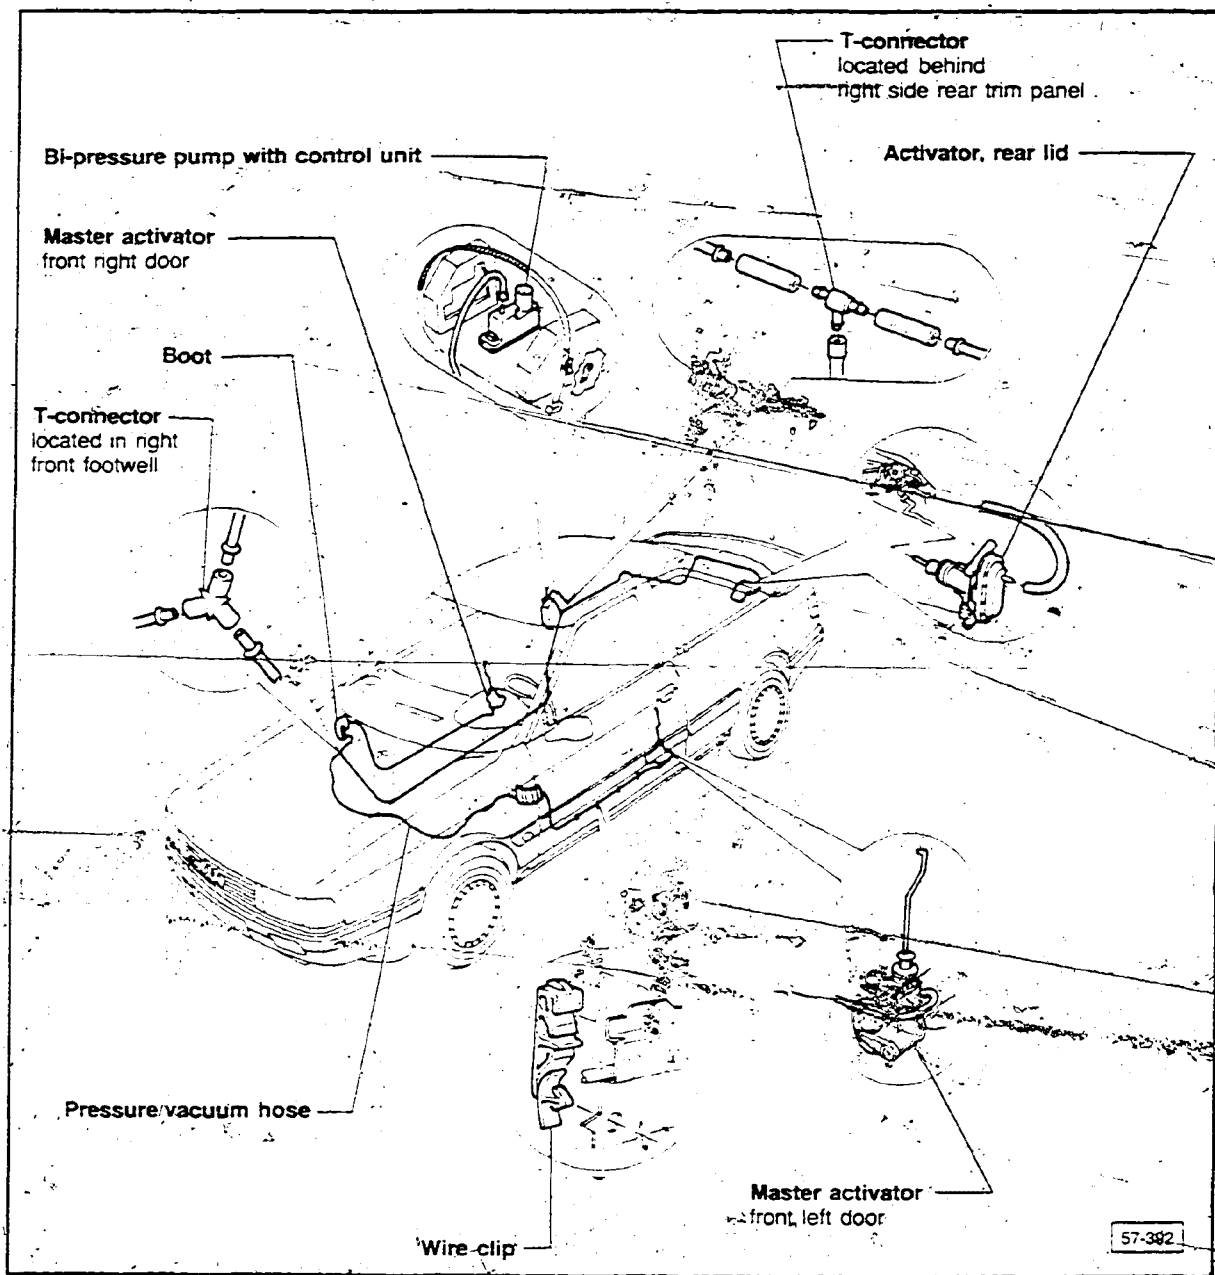 T-connector
located behind
right side rear trim panel
Bi-pressure pump with control unit
Activator, rear lid
Master activator
front right door
Boot
T-connector
located in right
front footwell
Pressure/vacuum hose
Master activator
front left door
Wire clip
57-392